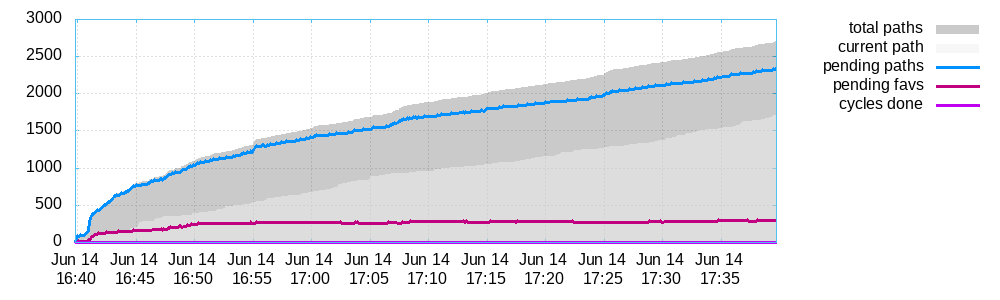 3000
2500
2000
1500
1000
500
0
Jun 14 Jun 14 Jun 14 Jun 14 Jun 14 Jun 14 Jun 14 Jun 14 Jun 14 Jun 14 Jun 14 Jun 14
16:40 16:45 16:50 16:55 17:00 17:05 17:10 17:15 17:20 17:25 17:30 17:35
total paths
current path
pending paths
pending favs
cycles done